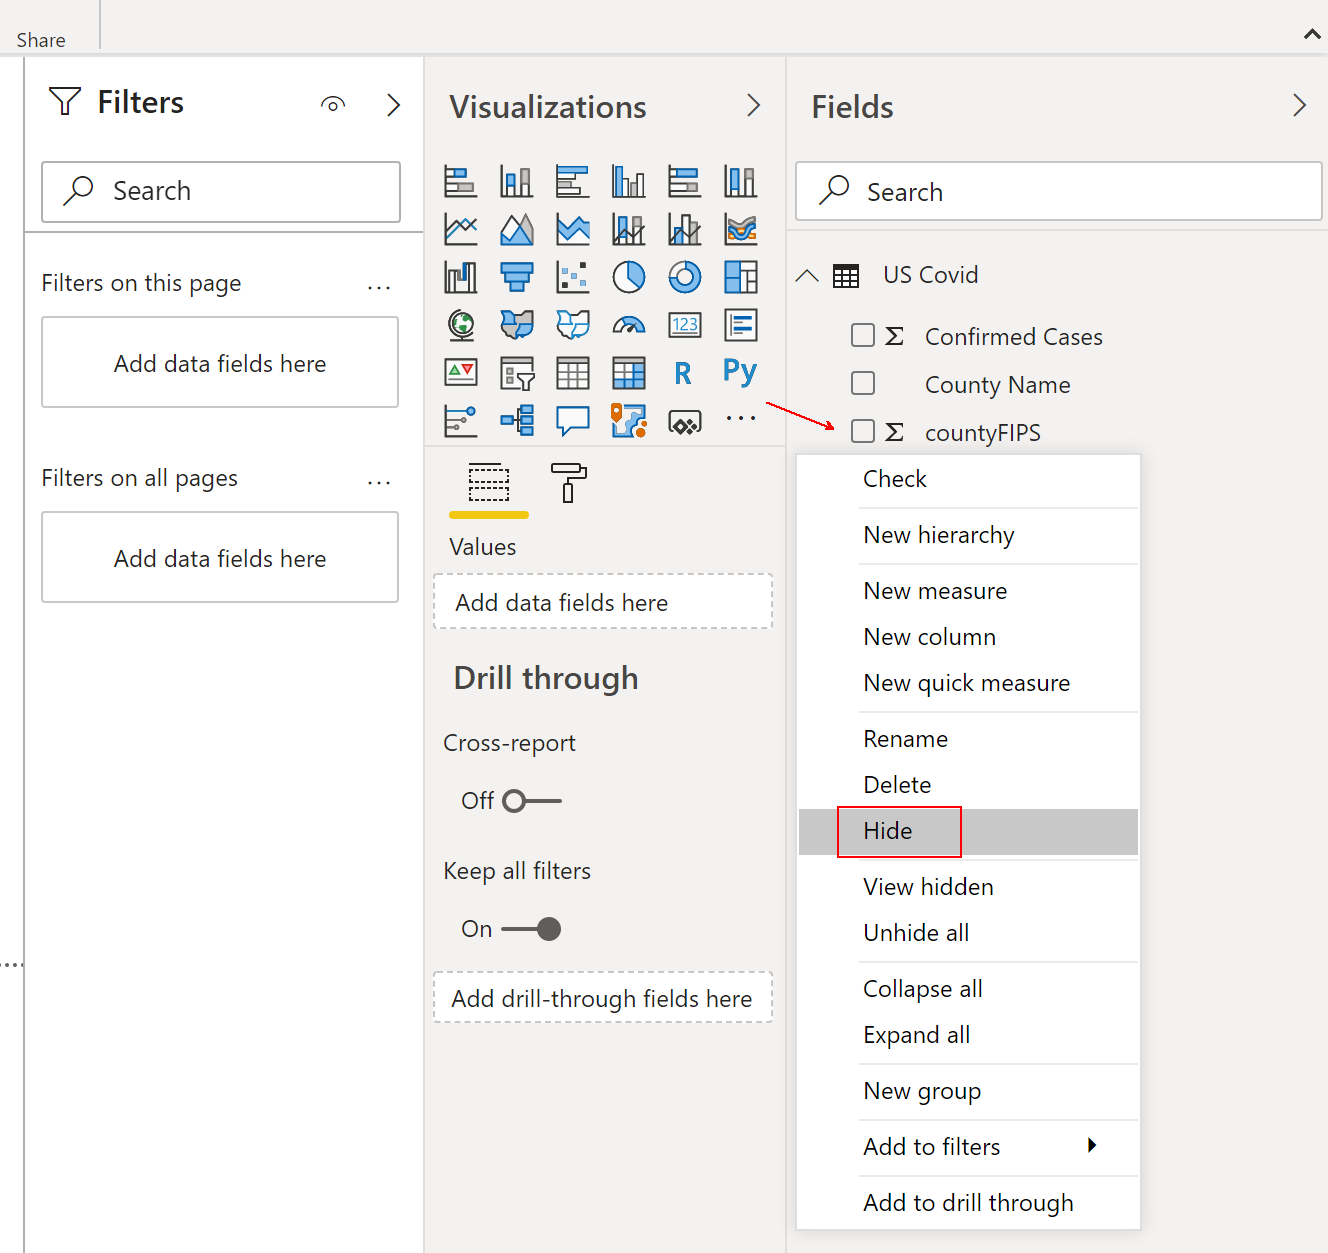 Share
Filters
Search
Filters on this page
...
Add data fields here
Filters on all pages
...
Add data fields here
Visualizations
123
R
Py
...
Values
Add data fields here
Drill through
Cross-report
Off
Keep all filters
On
Add drill-through fields here
Fields
Search
US Covid
Σ Confirmed Cases
County Name
Σ countyFIPS
Check
New hierarchy
New measure
New column
New quick measure
Rename
Delete
Hide
View hidden
Unhide all
Collapse all
Expand all
New group
Add to filters
Add to drill through